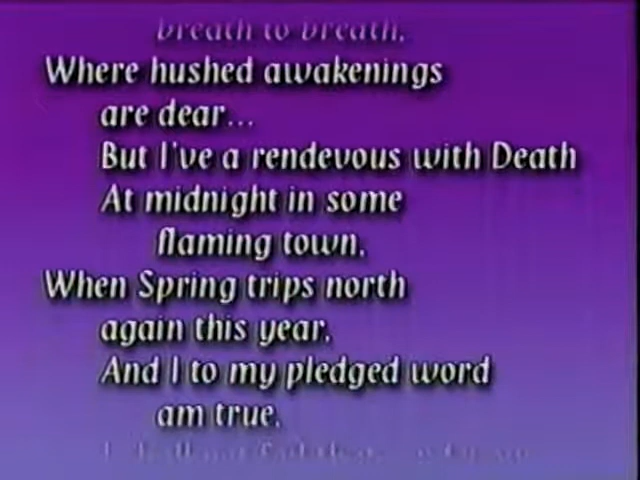 breath to breath,
Where hushed awakenings
are dear...
But I've a rendevous with Death
At midnight in some
flaming town,
When Spring trips north
again this year,
And I to my pledged word
am true,